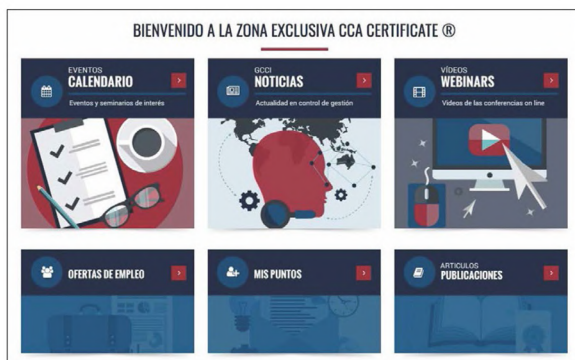 BIENVENIDO A LA ZONA EXCLUSIVA CCA CERTIFICATE ®
EVENTOS
CALENDARIO
Eventos y seminarios de interés
GCCI
NOTICIAS
Actualidad en control de gestión
VÍDEOS
WEBINARS
Videos de las conferencias on line
OFERTAS DE EMPLEO
MIS PUNTOS
ARTICULOS
PUBLICACIONES